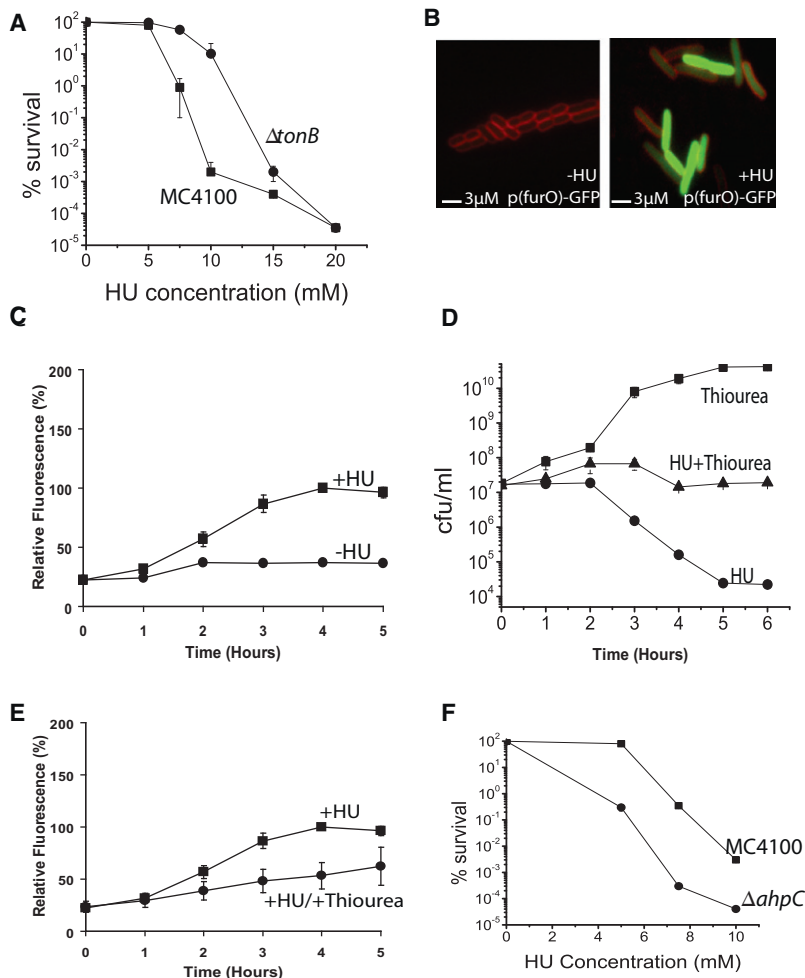 A
% survival
10²
10¹
10⁰
10⁻¹
10⁻²
10⁻³
10⁻⁴
10⁻⁵
ΔtonB
MC4100
0 5 10 15 20
HU concentration (mM)
B
-HU
3µM p(furO)-GFP
+HU
3µM p(furO)-GFP
C
Relative Fluorescence (%)
200
150
100
50
0
+HU
-HU
0 1 2 3 4 5
Time (Hours)
D
cfu/ml
10¹⁰
10⁹
10⁸
10⁷
10⁶
10⁵
10⁴
Thiourea
HU+Thiourea
HU
0 1 2 3 4 5 6
Time (Hours)
E
Relative Fluorescence (%)
200
150
100
50
0
+HU
+HU/+Thiourea
0 1 2 3 4 5
Time (Hours)
F
% survival
10²
10¹
10⁰
10⁻¹
10⁻²
10⁻³
10⁻⁴
10⁻⁵
MC4100
ΔahpC
0 2 4 6 8 10
HU Concentration (mM)